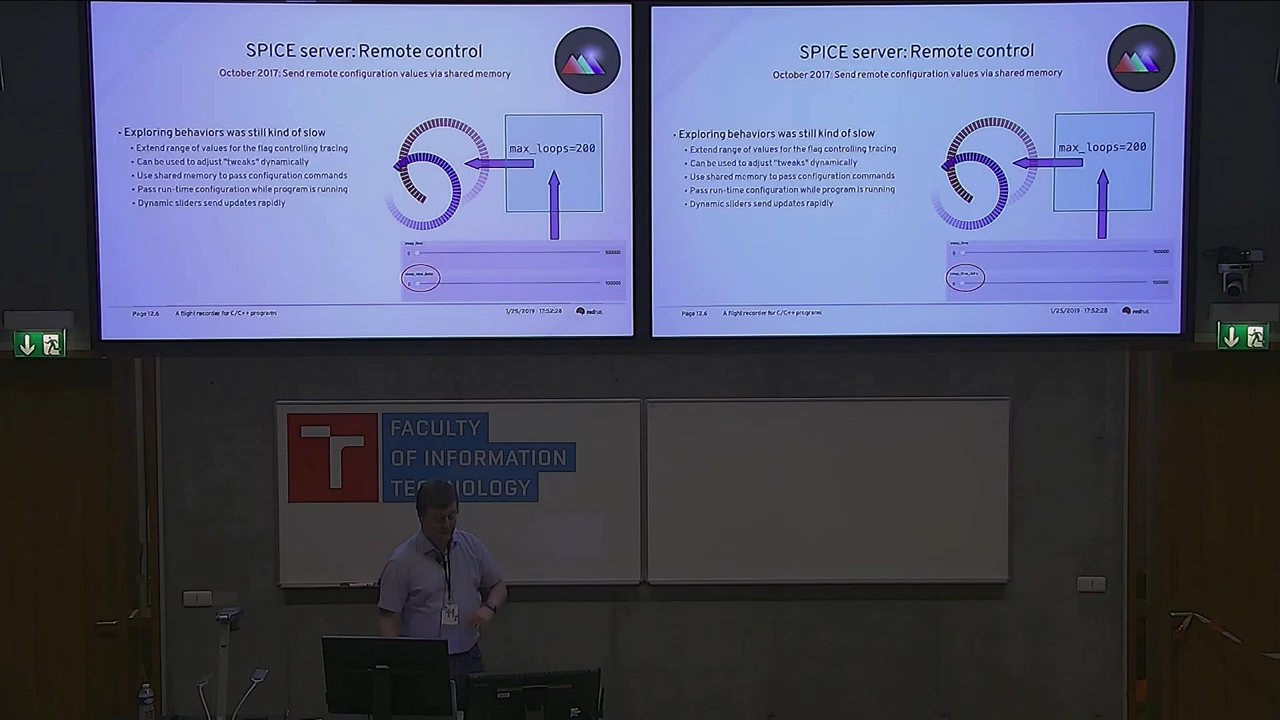 SPICE server: Remote control
October 2017: Send remote configuration values via shared memory
• Exploring behaviors was still kind of slow
• Extend range of values for the flag controlling tracing
• Can be used to adjust "tweaks" dynamically
• Use shared memory to pass configuration commands
• Pass run-time configuration while program is running
• Dynamic sliders send updates rapidly
max_loops=200
0
100000
0
100000
Page 12.6
A flight recorder for C/C++ programs
1/25/2019
17:52:28
redhat
SPICE server: Remote control
October 2017: Send remote configuration values via shared memory
• Exploring behaviors was still kind of slow
• Extend range of values for the flag controlling tracing
• Can be used to adjust "tweaks" dynamically
• Use shared memory to pass configuration commands
• Pass run-time configuration while program is running
• Dynamic sliders send updates rapidly
max_loops=200
0
100000
0
100000
Page 12.6
A flight recorder for C/C++ programs
1/25/2019
17:52:28
redhat
T
FACULTY
OF INFORMATION
TECHNOLOGY